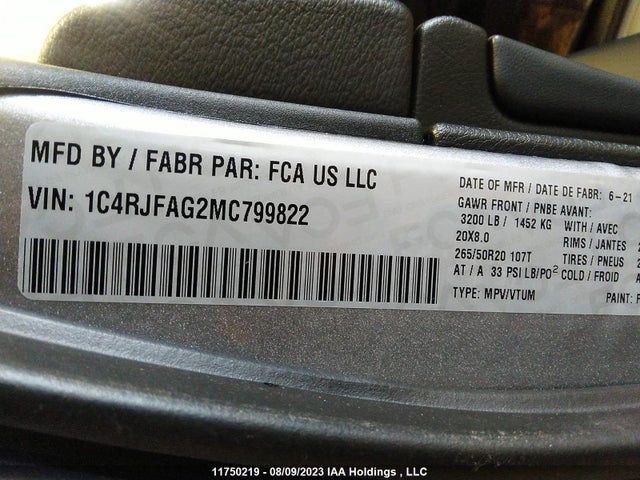 MFD BY / FABR PAR: FCA US LLC
VIN: 1C4RJFAG2MC799822
DATE OF MFR / DATE DE FABR: 6-21
GAWR FRONT / PNBE AVANT:
3200 LB / 1452 KG WITH / AVEC
20X8.0 RIMS / JANTES
265/50R20 107T TIRES / PNEUS
AT / A 33 PSI LB/PO² COLD / FROID
TYPE: MPV/VTUM PAINT:
11750219 - 08/09/2023 IAA Holdings , LLC